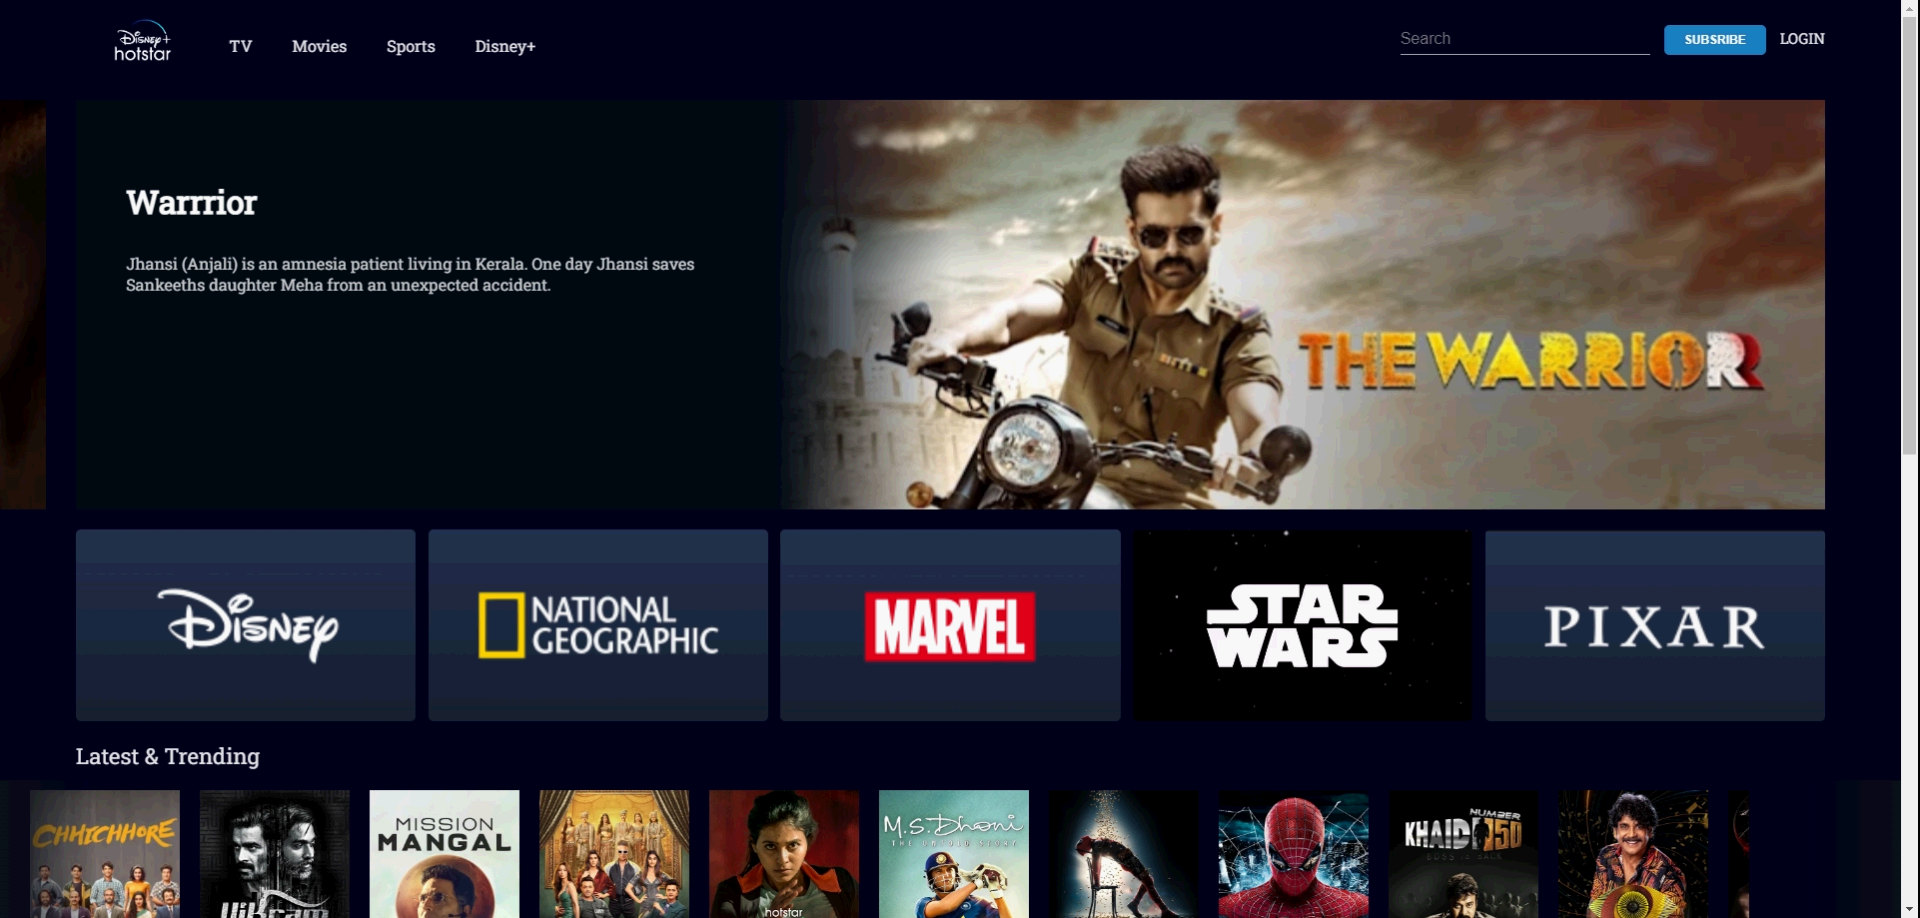 Disney+
hotstar
TV
Movies
Sports
Disney+
Search
SUBSRIBE
LOGIN
Warrrior
Jhansi (Anjali) is an amnesia patient living in Kerala. One day Jhansi saves
Sankeeths daughter Meha from an unexpected accident.
THE WARRIOR
Disney
NATIONAL
GEOGRAPHIC
MARVEL
STAR
WARS
PIXAR
Latest & Trending
CHHICHHORE
Vikram
MISSION
MANGAL
hotstar
M.S.Dhoni
THE UNTOLD STORY
KHAIDI NUMBER 150
BOSS IS BACK